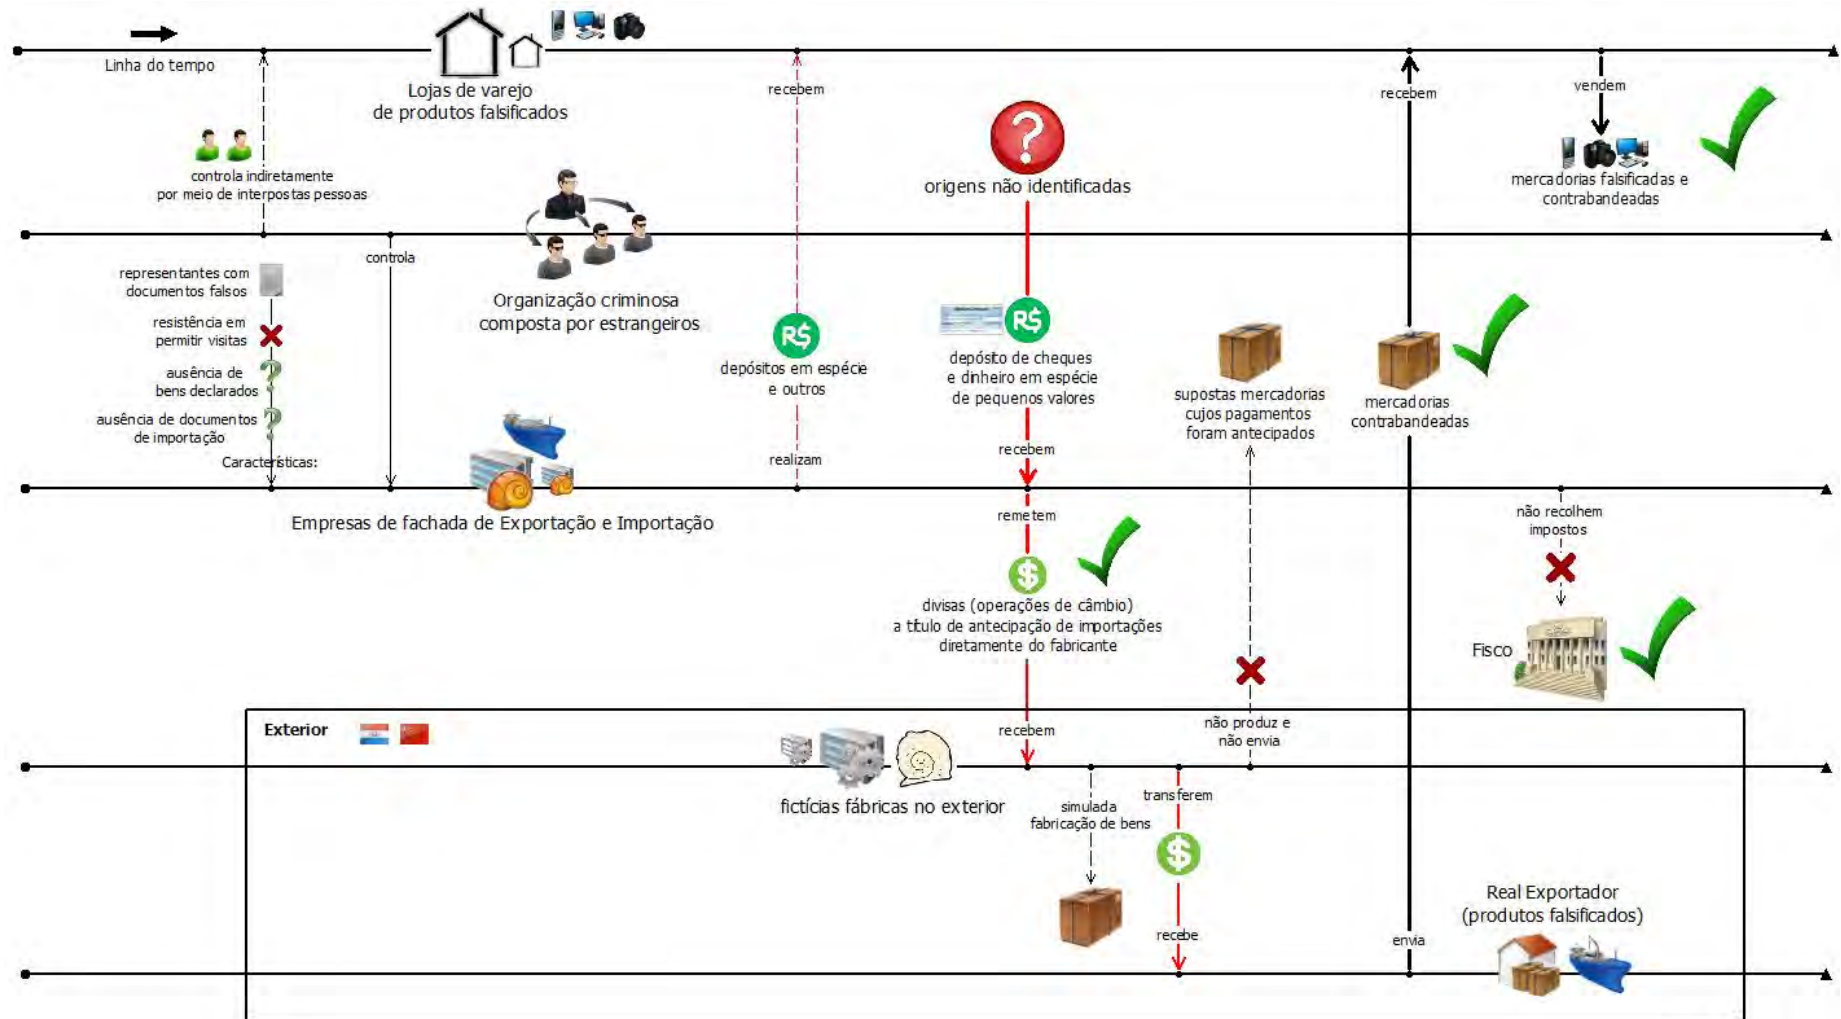 Linha do tempo
Lojas de varejo
de produtos falsificados
recebem
recebem
vendem
controla indiretamente
por meio de interpostas pessoas
?
origens não identificadas
mercadorias falsificadas e
contrabandeadas
controla
representantes com
documentos falsos
resistência em
permitir visitas
ausência de
bens declarados
?
ausência de documentos
de importação
?
Características:
Organização criminosa
composta por estrangeiros
R$
depósitos em espécie
e outros
realizam
R$
depósito de cheques
e dinheiro em espécie
de pequenos valores
recebem
supostas mercadorias
cujos pagamentos
foram antecipados
mercadorias
contrabandeadas
Empresas de fachada de Exportação e Importação
remetem
não recolhem
impostos
$
divisas (operações de câmbio)
a título de antecipação de importações
diretamente do fabricante
Fisco
Exterior
recebem
não produz e
não envia
fictícias fábricas no exterior
simulada
fabricação de bens
transferem
$
recebe
envia
Real Exportador
(produtos falsificados)